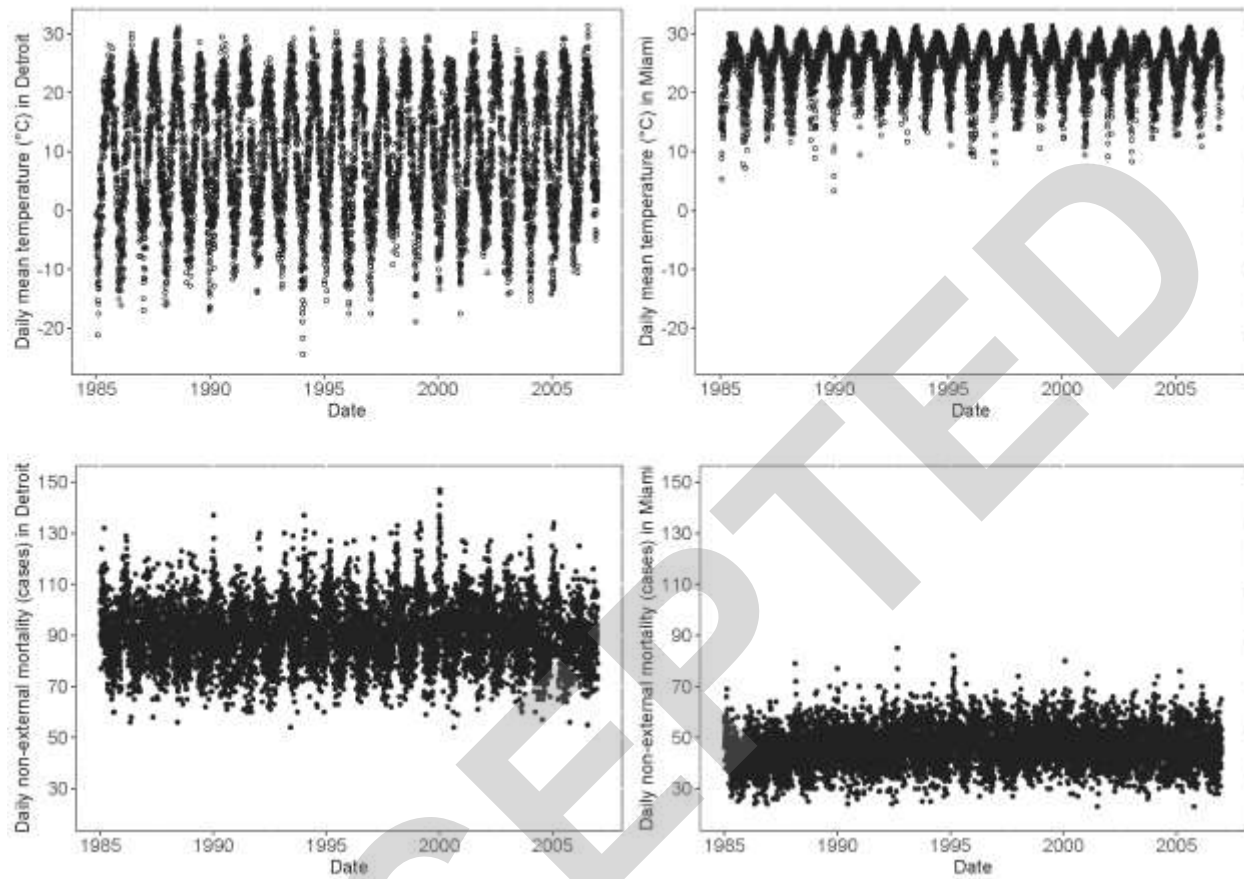 Daily mean temperature (°C) in Detroit
30
20
10
0
-10
-20
1985 1990 1995 2000 2005
Date
Daily mean temperature (°C) in Miami
30
20
10
0
-10
-20
1985 1990 1995 2000 2005
Date
Daily non-external mortality (cases) in Detroit
150
130
110
90
70
50
30
1985 1990 1995 2000 2005
Date
Daily non-external mortality (cases) in Miami
150
130
110
90
70
50
30
1985 1990 1995 2000 2005
Date
CEPTED